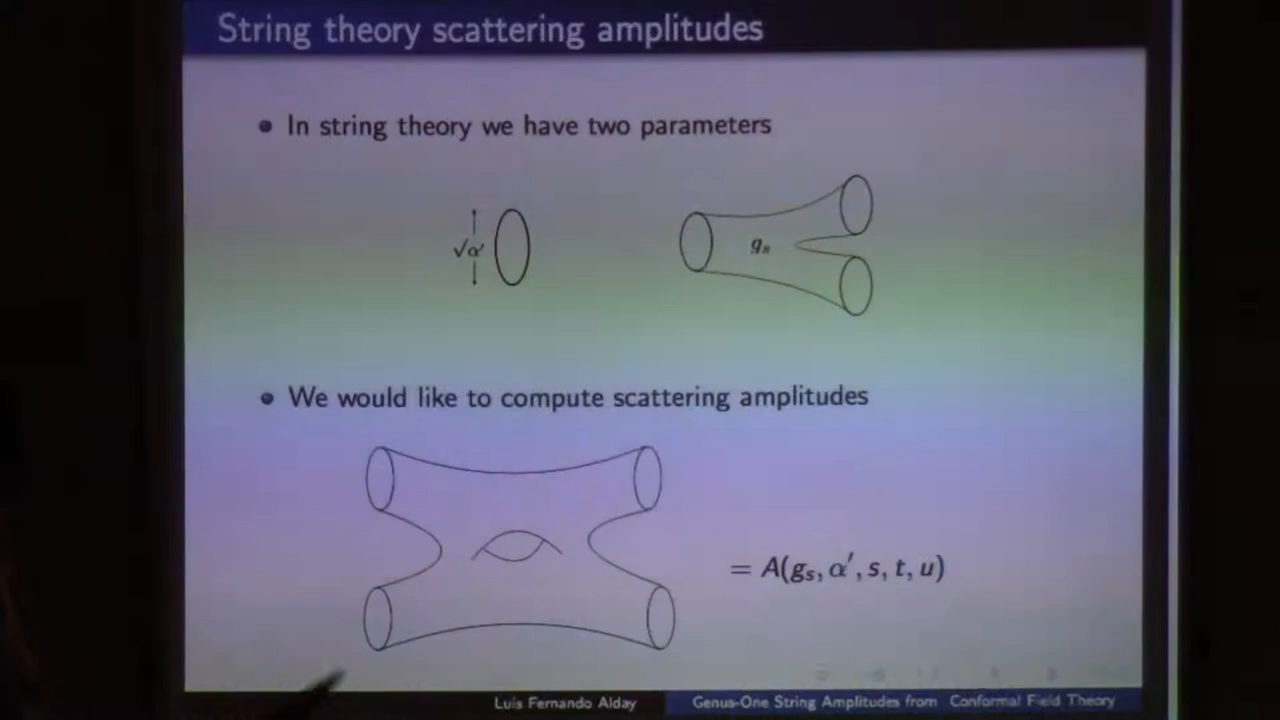 String theory scattering amplitudes
In string theory we have two parameters
√α′
gs
We would like to compute scattering amplitudes
= A(gs, α′, s, t, u)
Luis Fernando Alday
Genus-One String Amplitudes from Conformal Field Theory